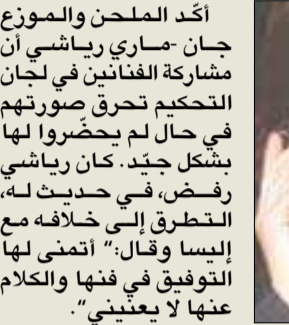 أكّد الملحن والموزع
جان -ماري رياشي أن
مشاركة الفنانين في لجان
التحكيم تحرق صورتهم
في حال لم يحضّروا لها
بشكل جيّد. كان رياشي
رفض، في حديث له،
التطرق إلى خلافه مع
إليسا وقال:" أتمنى لها
التوفيق في فنها والكلام
عنها لا يعنيني".